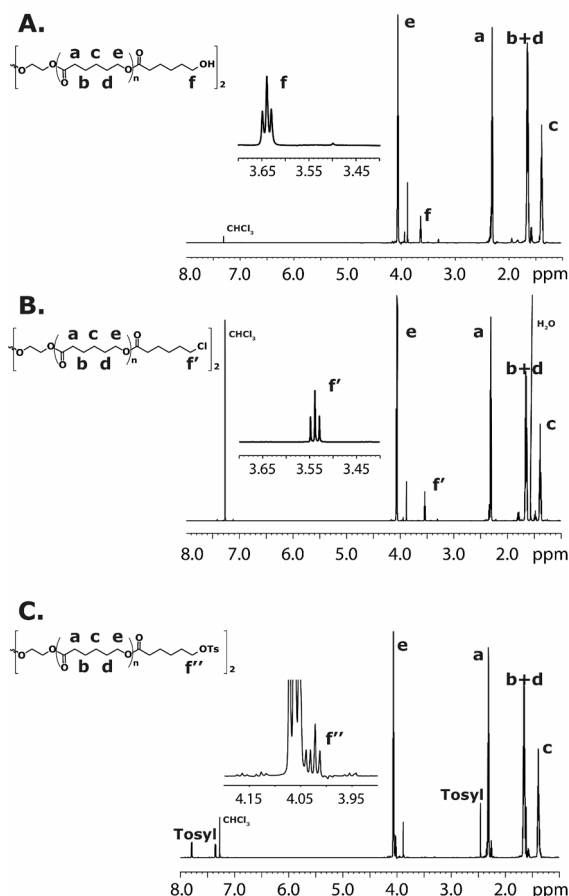 A.
e
a
b+d
c
a c e
O
O
O
O
O
OH
n
2
b d
f
f
3.65 3.55 3.45
CHCl3
f
8.0 7.0 6.0 5.0 4.0 3.0 2.0 ppm
B.
CHCl3
e
a
H2O
b+d
c
a c e
O
O
O
O
O
Cl
n
2
b d
f'
f'
3.65 3.55 3.45
f'
8.0 7.0 6.0 5.0 4.0 3.0 2.0 ppm
C.
e
a
b+d
c
a c e
O
O
O
O
O
OTs
n
2
b d
f''
f''
4.15 4.05 3.95
Tosyl
CHCl3
Tosyl
8.0 7.0 6.0 5.0 4.0 3.0 2.0 ppm